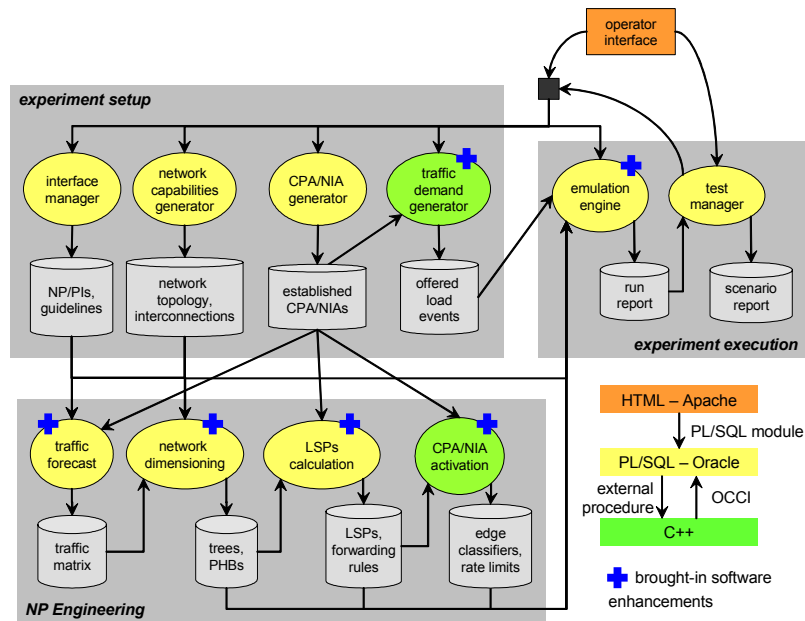 operator
interface
experiment setup
interface
manager
network
capabilities
generator
CPA/NIA
generator
traffic
demand
generator
emulation
engine
test
manager
NP/PIs,
guidelines
network
topology,
interconnections
established
CPA/NIAs
offered
load
events
run
report
scenario
report
experiment execution
traffic
forecast
network
dimensioning
LSPs
calculation
CPA/NIA
activation
traffic
matrix
trees,
PHBs
LSPs,
forwarding
rules
edge
classifiers,
rate limits
NP Engineering
HTML – Apache
PL/SQL module
PL/SQL – Oracle
external
procedure
OCCI
C++
brought-in software
enhancements